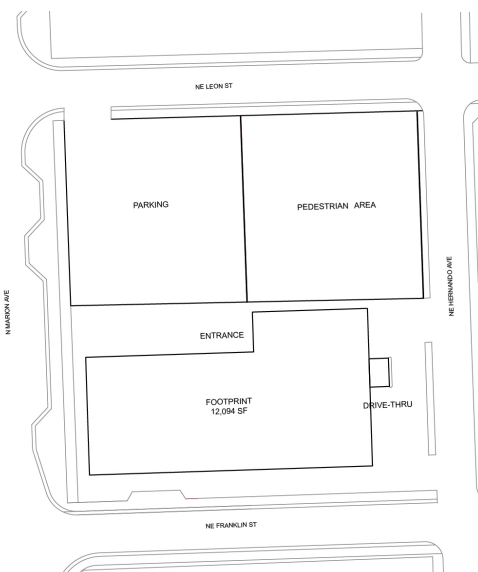 NE LEON ST
PARKING
PEDESTRIAN AREA
N MARION AVE
NE HERNANDO AVE
ENTRANCE
FOOTPRINT
12,094 SF
DRIVE-THRU
NE FRANKLIN ST